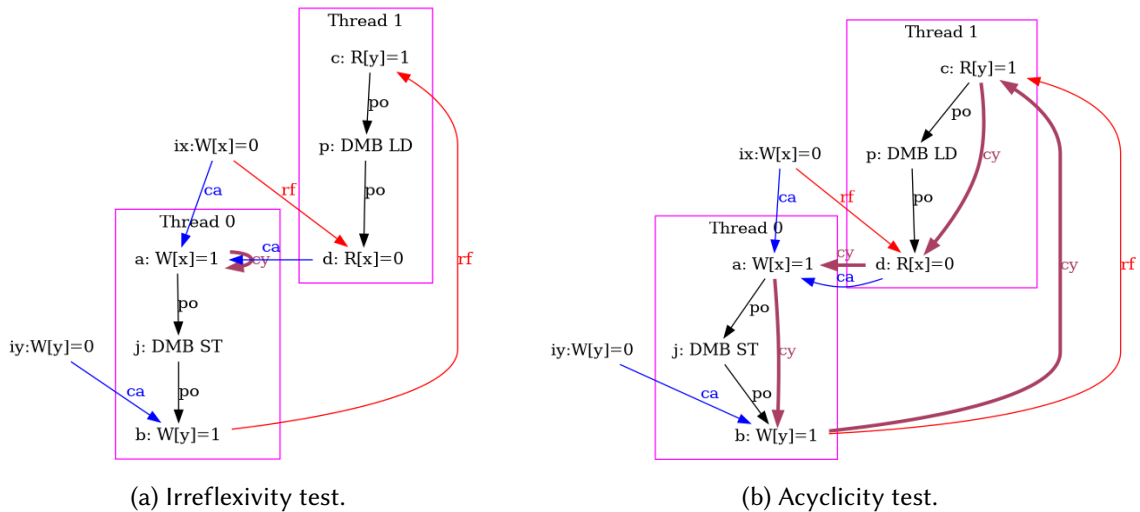 Thread 1
c: R[y]=1
po
ix:W[x]=0
p: DMB LD
ca
rf
po
Thread 0
a: W[x]=1
cy
ca
d: R[x]=0
rf
po
iy:W[y]=0
j: DMB ST
ca
po
b: W[y]=1
(a) Irreflexivity test.
Thread 1
c: R[y]=1
po
ix:W[x]=0
p: DMB LD
cy
ca
rf
po
Thread 0
a: W[x]=1
cy
d: R[x]=0
ca
cy
rf
po
iy:W[y]=0
j: DMB ST
cy
ca
po
b: W[y]=1
(b) Acyclicity test.